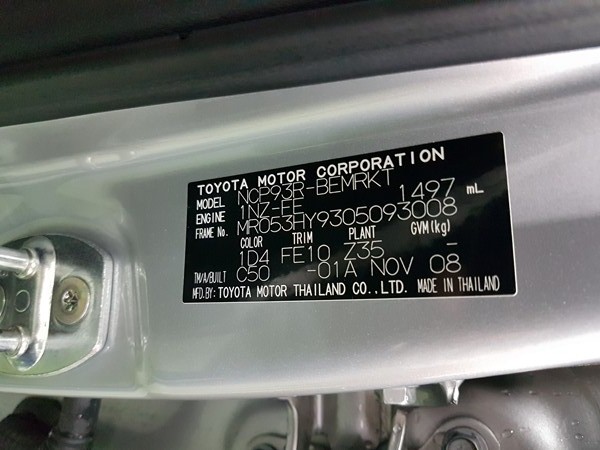 TOYOTA MOTOR CORPORATION
MODEL NCP93R-BEMRKT
ENGINE 1NZ-FE 1497 mL
FRAME No. MR053HY9305093008
COLOR TRIM PLANT GVM(kg)
1D4 FE10 Z35 -
TM/A/BUILT C50 -01A NOV 08
MFD.BY: TOYOTA MOTOR THAILAND CO.,LTD. MADE IN THAILAND